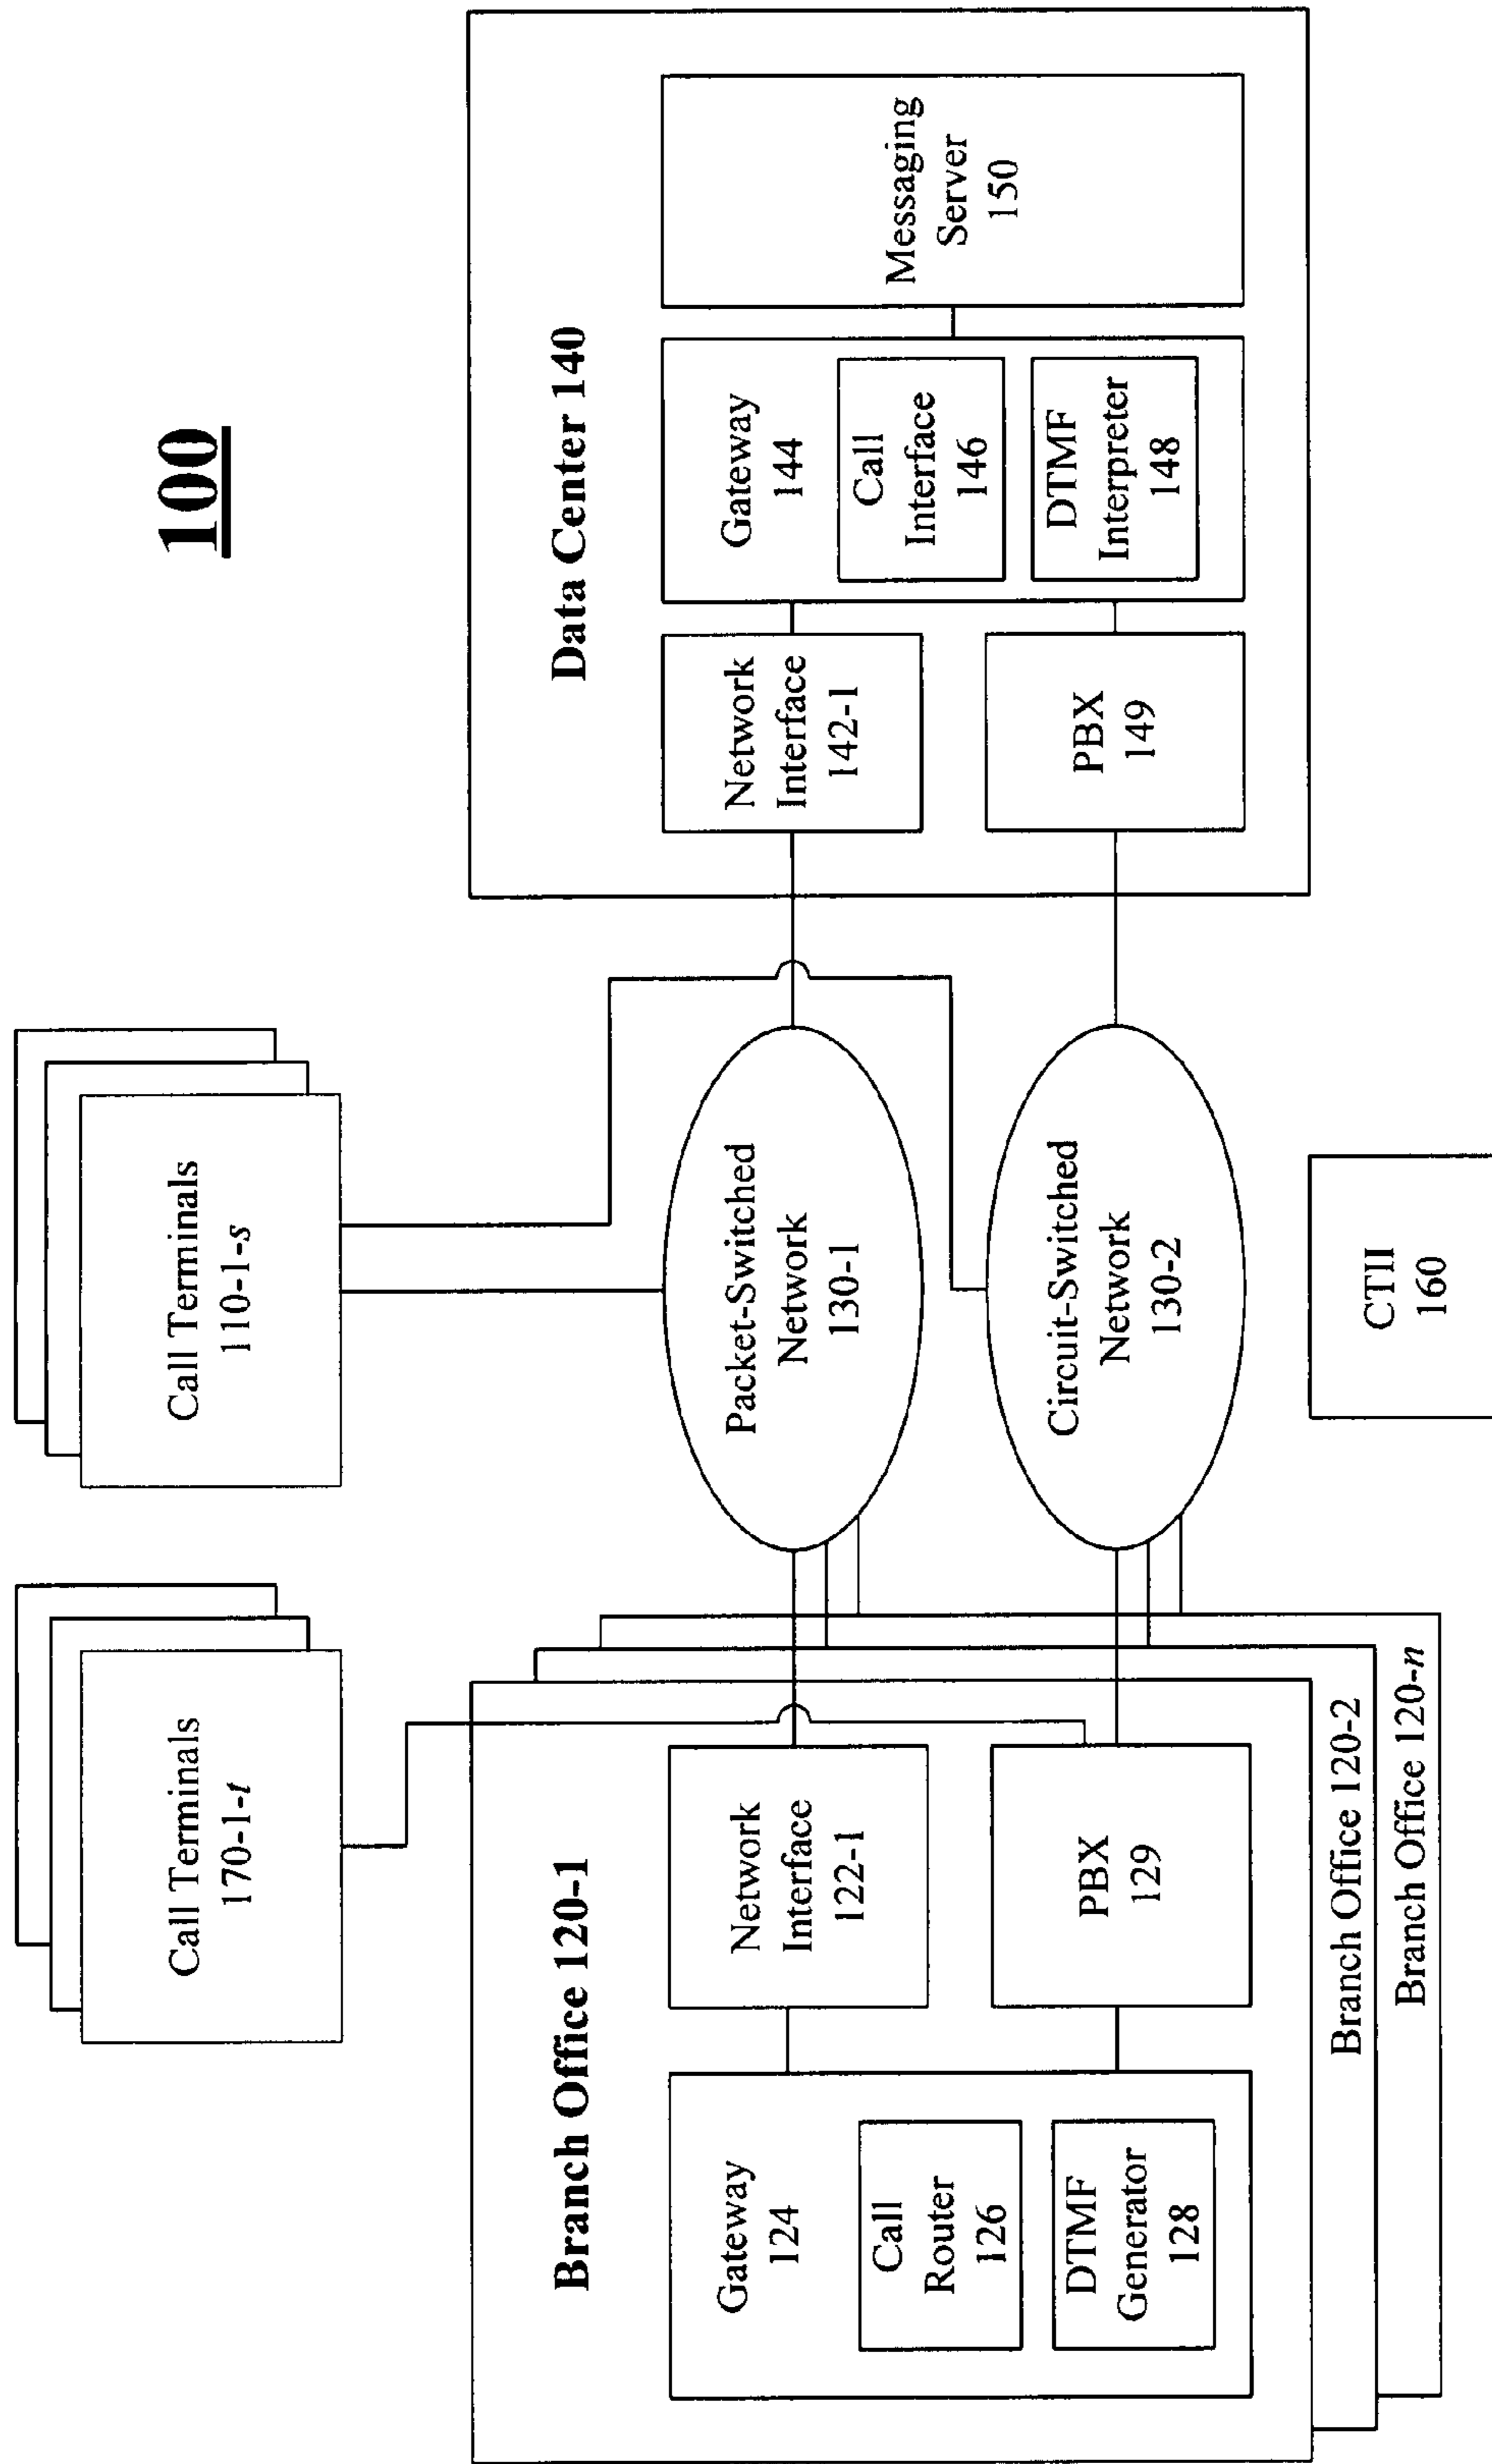 100
Call Terminals
170-1-t
Call Terminals
110-1-s
Branch Office 120-1
Gateway
124
Call
Router
126
DTMF
Generator
128
Network
Interface
122-1
PBX
129
Branch Office 120-2
Branch Office 120-n
Packet-Switched
Network
130-1
Circuit-Switched
Network
130-2
CTII
160
Data Center 140
Network
Interface
142-1
PBX
149
Gateway
144
Call
Interface
146
DTMF
Interpreter
148
Messaging
Server
150